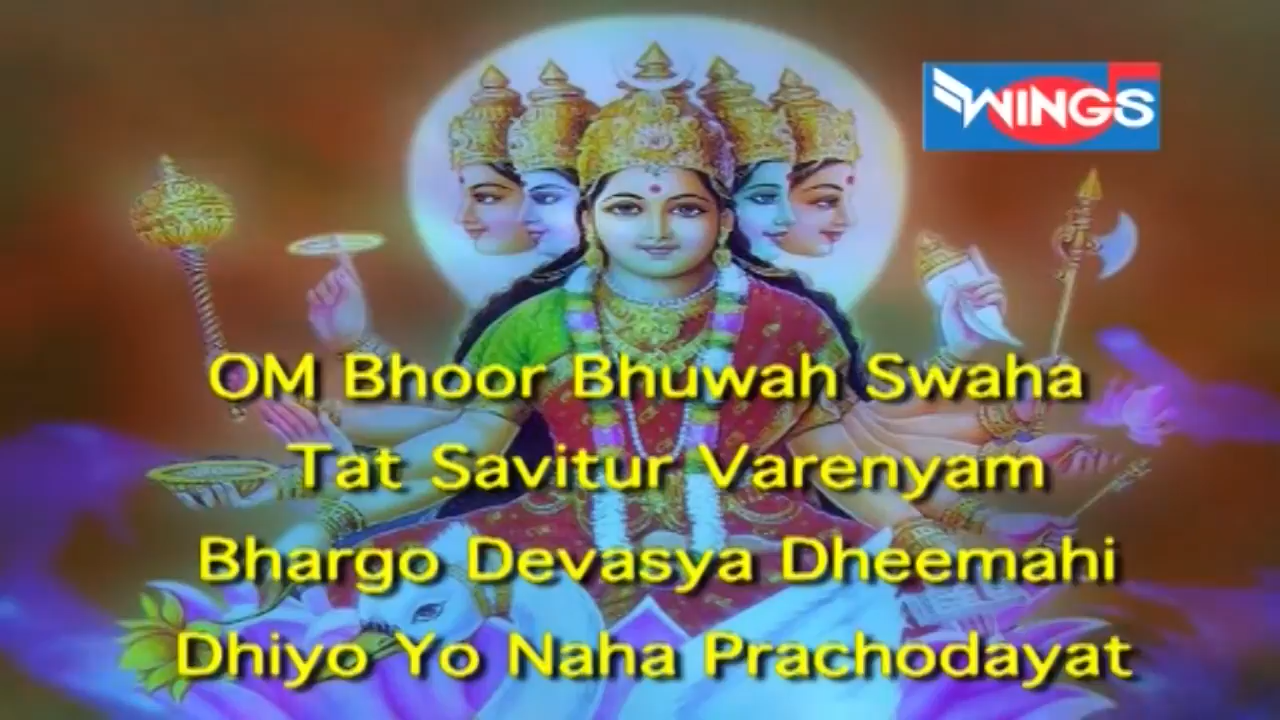 WINGS
OM Bhoor Bhuwah Swaha
Tat Savitur Varenyam
Bhargo Devasya Dheemahi
Dhiyo Yo Naha Prachodayat